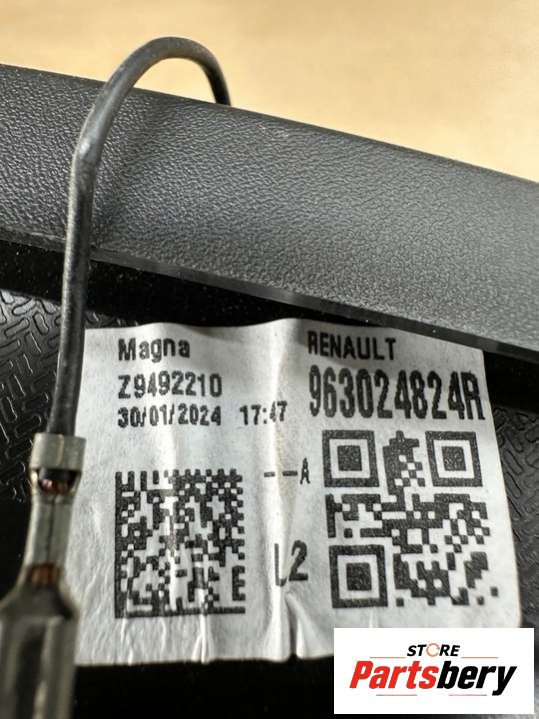 Magna
RENAULT
Z9492210
963024824R
30/01/2024 17:47
--A
E
L2
STORE
Partsbery